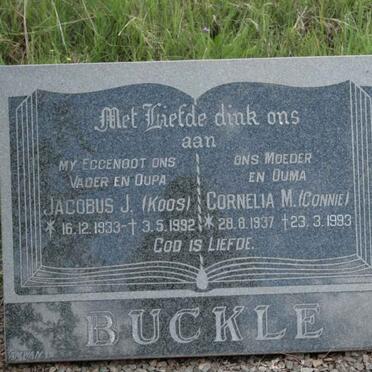 Met Liefde dink ons
aan
MY EGGENOOT ONS
VADER EN OUPA
JACOBUS J. (KOOS)
* 16.12.1933 - † 3.5.1992
ONS MOEDER
EN OUMA
CORNELIA M. (CONNIE)
* 28.8.1937 - † 23.3.1993
GOD IS LIEFDE.
BUCKLE